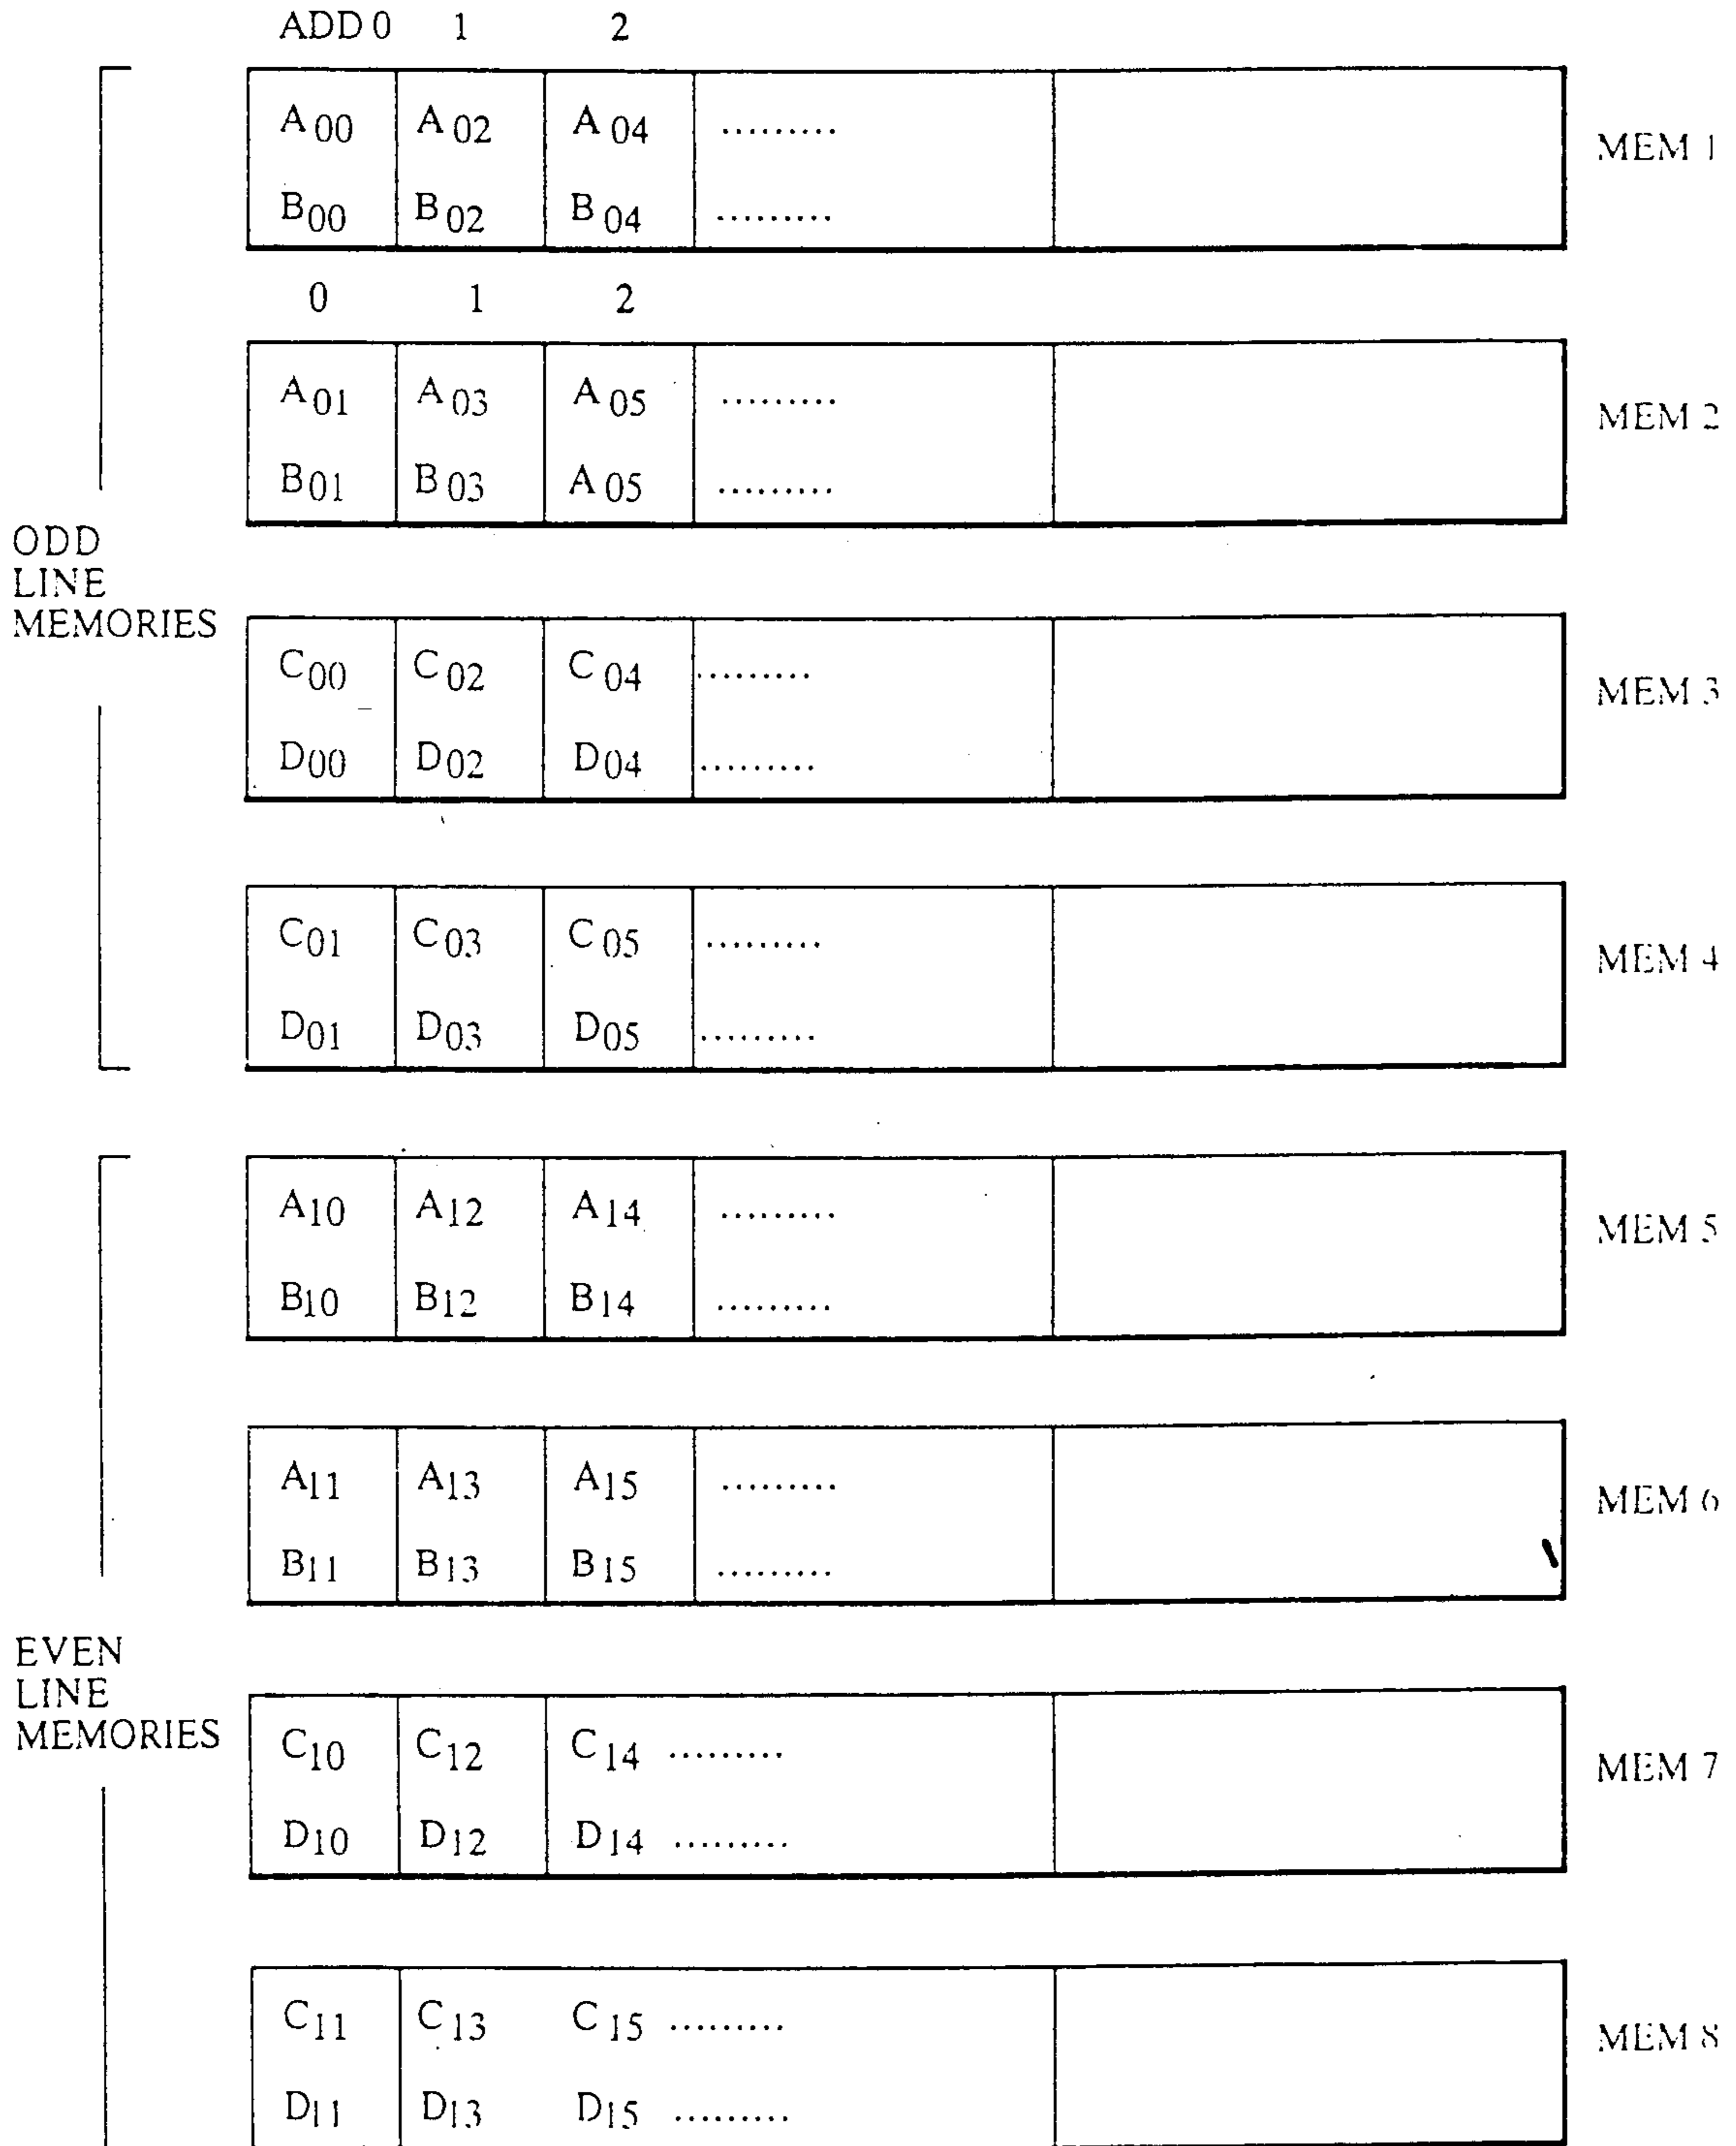 ADD 0 1 2
A00 A02 A04 .........
MEM 1
B00 B02 B04 .........
0 1 2
A01 A03 A05 .........
MEM 2
B01 B03 A05 .........
ODD
LINE
MEMORIES
C00 C02 C04 .........
MEM 3
D00 D02 D04 .........
C01 C03 C05 .........
MEM 4
D01 D03 D05 .........
A10 A12 A14 .........
MEM 5
B10 B12 B14 .........
A11 A13 A15 .........
MEM 6
B11 B13 B15 .........
EVEN
LINE
MEMORIES
C10 C12 C14 .........
MEM 7
D10 D12 D14 .........
C11 C13 C15 .........
MEM 8
D11 D13 D15 .........